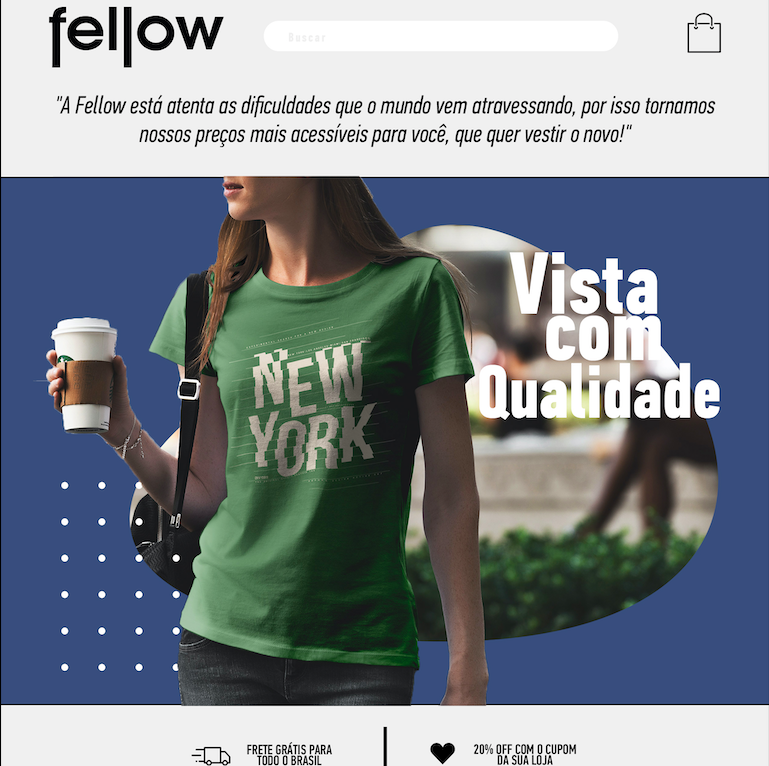 fellow
Buscar
"A Fellow está atenta as dificuldades que o mundo vem atravessando, por isso tornamos
nossos preços mais acessíveis para você, que quer vestir o novo!"
Vista
com
Qualidade
NEW
YORK
FRETE GRÁTIS PARA
TODO O BRASIL
20% OFF COM O CUPOM
DA SUA LOJA